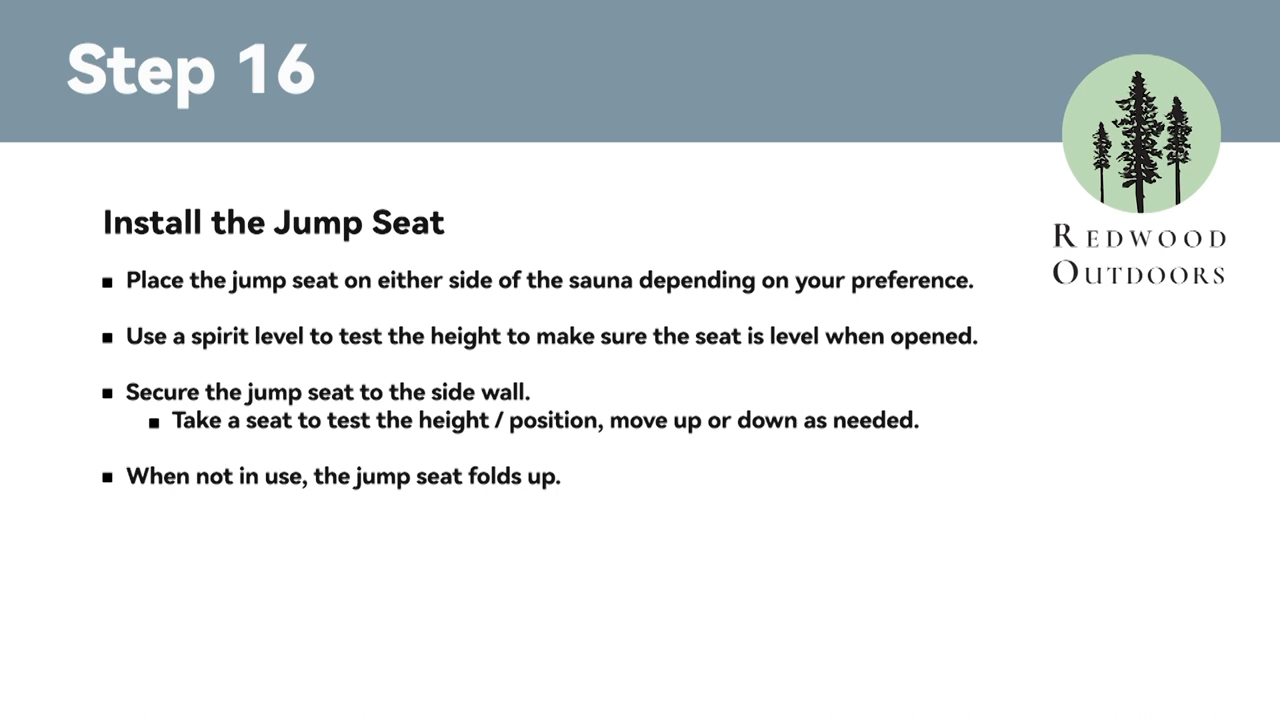 Step 16
REDWOOD
OUTDOORS
Install the Jump Seat
▪ Place the jump seat on either side of the sauna depending on your preference.
▪ Use a spirit level to test the height to make sure the seat is level when opened.
▪ Secure the jump seat to the side wall.
▪ Take a seat to test the height / position, move up or down as needed.
▪ When not in use, the jump seat folds up.